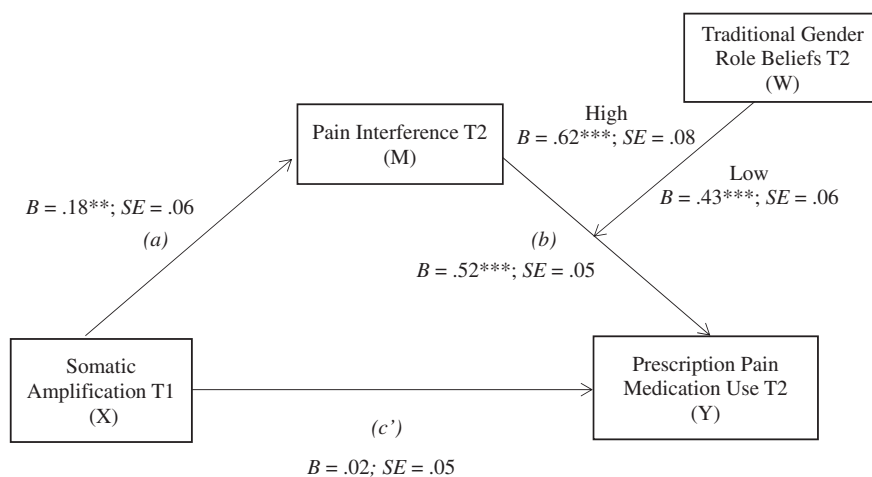 Traditional Gender
Role Beliefs T2
(W)
High
B = .62***; SE = .08
Pain Interference T2
(M)
Low
B = .43***; SE = .06
B = .18**; SE = .06
(a)
(b)
B = .52***; SE = .05
Somatic
Amplification T1
(X)
Prescription Pain
Medication Use T2
(Y)
(c’)
B = .02; SE = .05